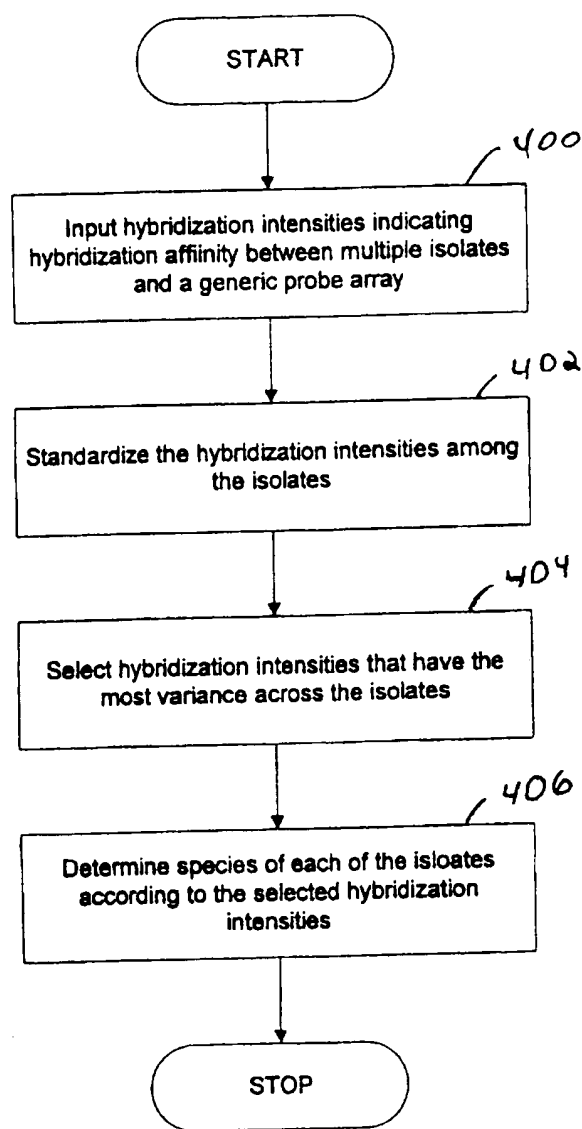 START
400
Input hybridization intensities indicating
hybridization affiinity between multiple isolates
and a generic probe array
402
Standardize the hybridization intensities among
the isolates
404
Select hybridization intensities that have the
most variance across the isolates
406
Determine species of each of the isloates
according to the selected hybridization
intensities
STOP